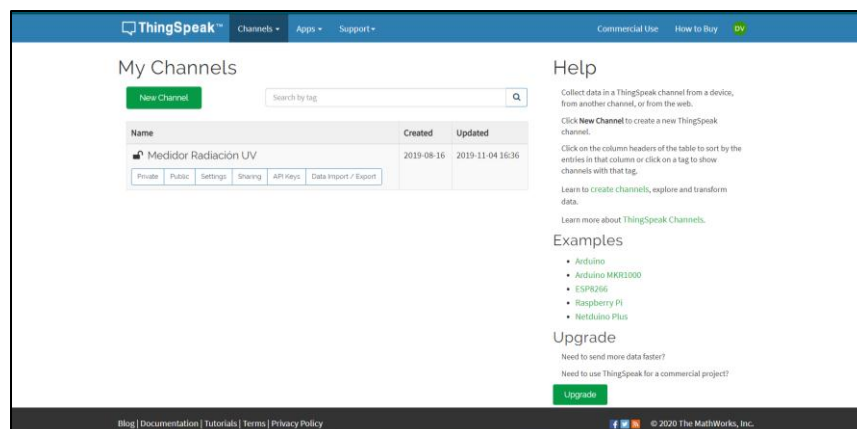 ThingSpeak™ Channels Apps Support Commercial Use How to Buy DV
My Channels
New Channel
Search by tag
Name Created Updated
Medidor Radiación UV 2019-08-16 2019-11-04 16:36
Private Public Settings Sharing API Keys Data Import / Export
Help
Collect data in a ThingSpeak channel from a device,
from another channel, or from the web.
Click New Channel to create a new ThingSpeak
channel.
Click on the column headers of the table to sort by the
entries in that column or click on a tag to show
channels with that tag.
Learn to create channels, explore and transform
data.
Learn more about ThingSpeak Channels.
Examples
Arduino
Arduino MKR1000
ESP8266
Raspberry Pi
Netduino Plus
Upgrade
Need to send more data faster?
Need to use ThingSpeak for a commercial project?
Upgrade
Blog | Documentation | Tutorials | Terms | Privacy Policy © 2020 The MathWorks, Inc.